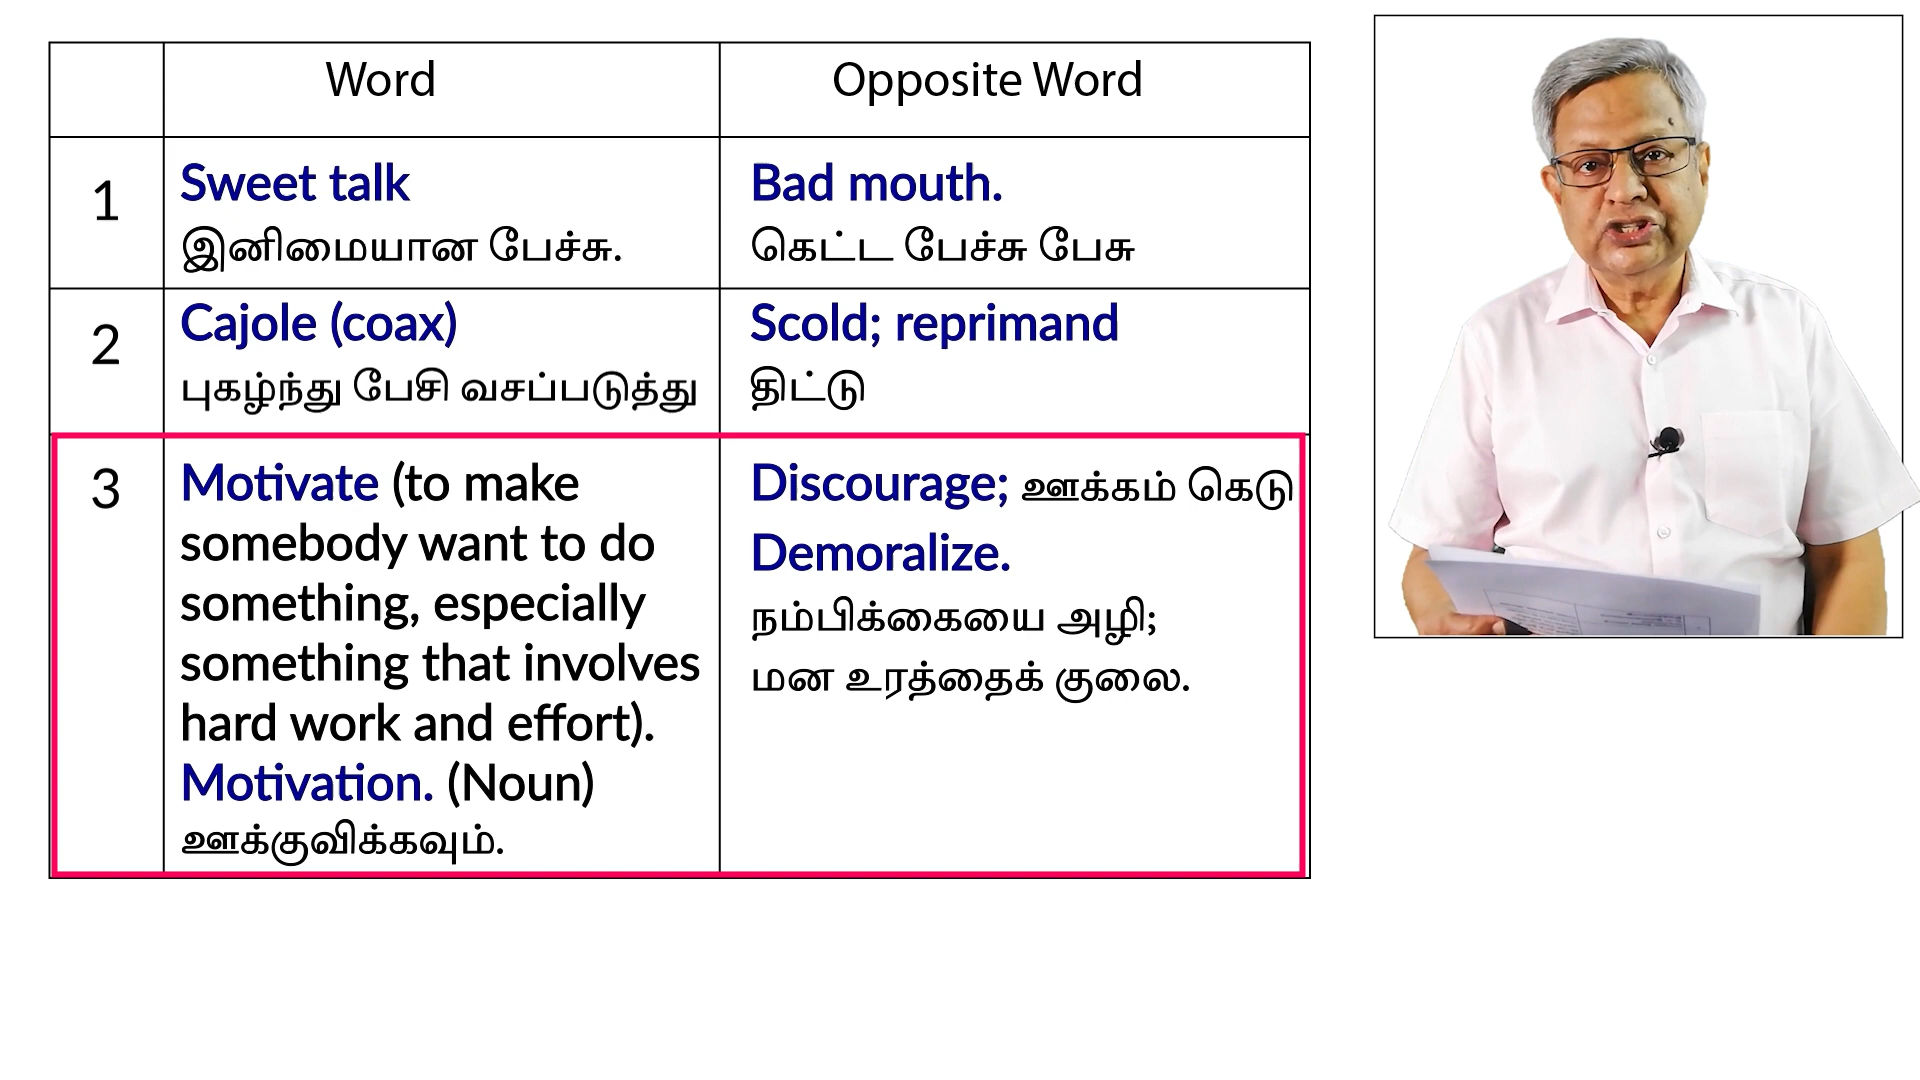 Word
Opposite Word
1
Sweet talk
இனிமையான பேச்சு.
Bad mouth.
கெட்ட பேச்சு பேசு
2
Cajole (coax)
புகழ்ந்து பேசி வசப்படுத்து
Scold; reprimand
திட்டு
3
Motivate (to make
somebody want to do
something, especially
something that involves
hard work and effort).
Motivation. (Noun)
ஊக்குவிக்கவும்.
Discourage; ஊக்கம் கெடு
Demoralize.
நம்பிக்கையை அழி;
மன உரத்தைக் குலை.